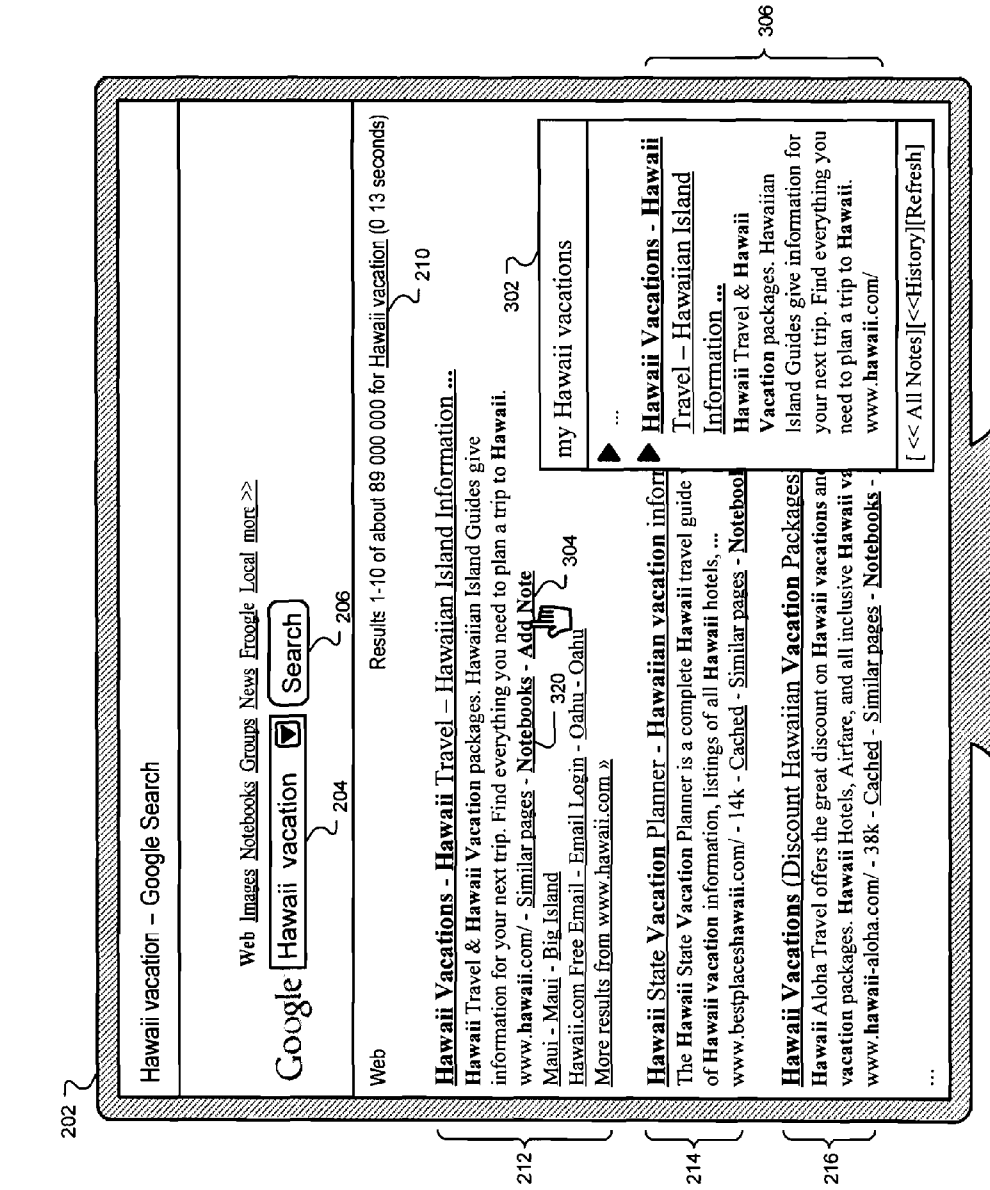 202
Hawaii vacation – Google Search
Web Images Notebooks Groups News Froogle Local more >>
Google Hawaii vacation Search
204
206
Web Results 1-10 of about 89 000 000 for Hawaii vacation (0 13 seconds)
210
212
Hawaii Vacations - Hawaii Travel – Hawaiian Island Information ...
Hawaii Travel & Hawaii Vacation packages. Hawaiian Island Guides give
information for your next trip. Find everything you need to plan a trip to Hawaii.
www.hawaii.com/ - Similar pages - Notebooks - Add Note
320
304
Maui - Maui - Big Island
Hawaii.com Free Email - Email Login - Oahu - Oahu
More results from www.hawaii.com »
214
Hawaii State Vacation Planner - Hawaiian vacation inforr
The Hawaii State Vacation Planner is a complete Hawaii travel guide
of Hawaii vacation information, listings of all Hawaii hotels, ...
www.bestplaceshawaii.com/ - 14k - Cached - Similar pages - Notebool
216
Hawaii Vacations (Discount Hawaiian Vacation Packages,
Hawaii Aloha Travel offers the great discount on Hawaii vacations and
vacation packages. Hawaii Hotels, Airfare, and all inclusive Hawaii va
www.hawaii-aloha.com/ - 38k - Cached - Similar pages - Notebooks -
...
302
my Hawaii vacations
...
306
Hawaii Vacations - Hawaii
Travel – Hawaiian Island
Information ...
Hawaii Travel & Hawaii
Vacation packages. Hawaiian
Island Guides give information for
your next trip. Find everything you
need to plan a trip to Hawaii.
www.hawaii.com/
[ << All Notes][<<History][Refresh]